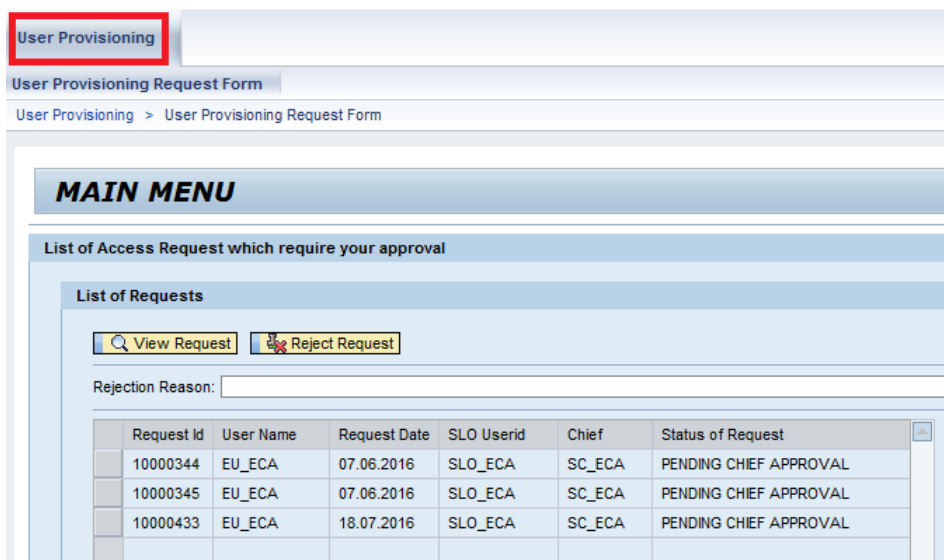 User Provisioning
User Provisioning Request Form
User Provisioning > User Provisioning Request Form
MAIN MENU
List of Access Request which require your approval
List of Requests
View Request Reject Request
Rejection Reason:
Request Id User Name Request Date SLO Userid Chief Status of Request
10000344 EU_ECA 07.06.2016 SLO_ECA SC_ECA PENDING CHIEF APPROVAL
10000345 EU_ECA 07.06.2016 SLO_ECA SC_ECA PENDING CHIEF APPROVAL
10000433 EU_ECA 18.07.2016 SLO_ECA SC_ECA PENDING CHIEF APPROVAL